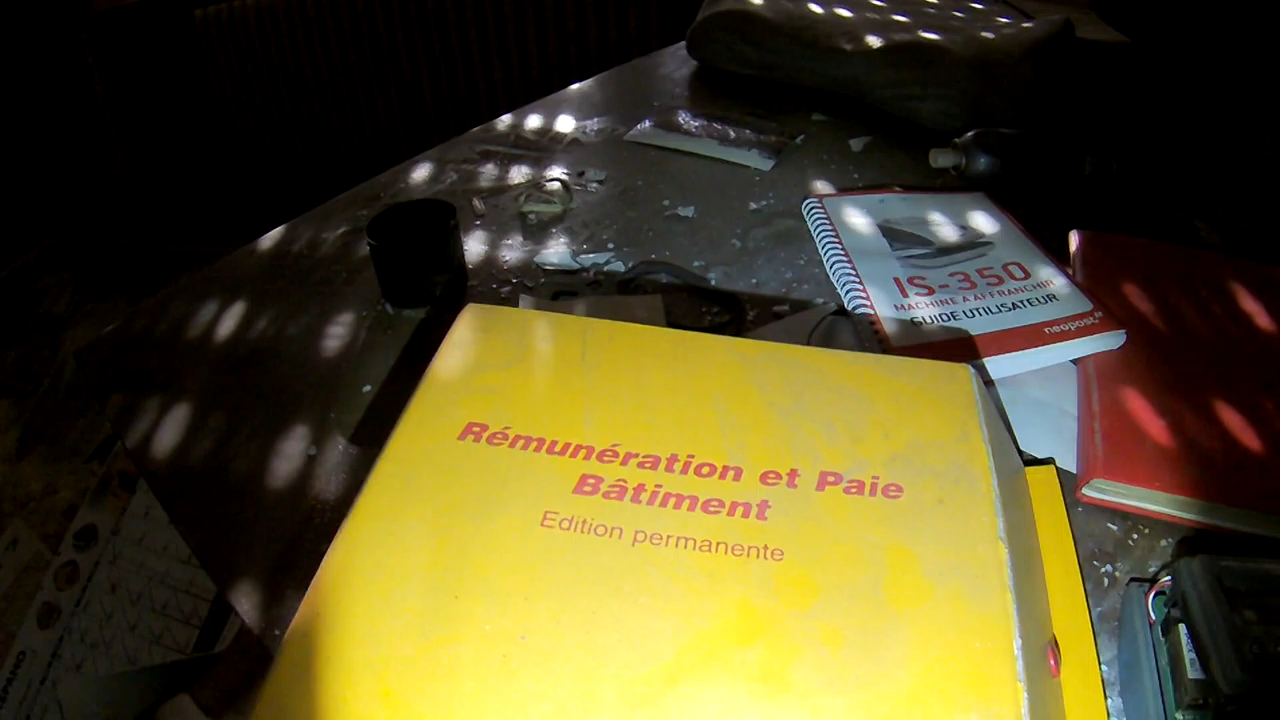 IS-350
MACHINE A AFFRANCHIR
GUIDE UTILISATEUR
neopost
Rémunération et Paie
Bâtiment
Edition permanente